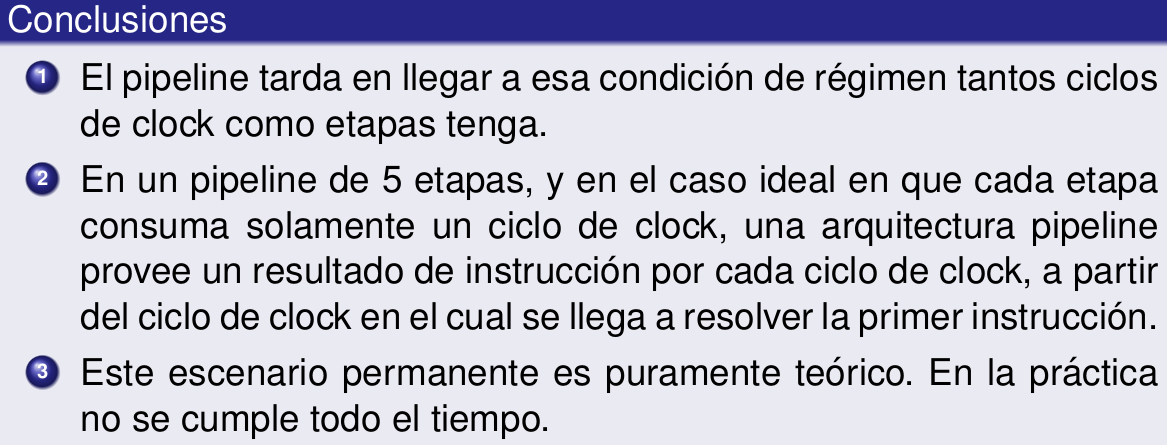 Conclusiones
1 El pipeline tarda en llegar a esa condición de régimen tantos ciclos
de clock como etapas tenga.
2 En un pipeline de 5 etapas, y en el caso ideal en que cada etapa
consuma solamente un ciclo de clock, una arquitectura pipeline
provee un resultado de instrucción por cada ciclo de clock, a partir
del ciclo de clock en el cual se llega a resolver la primer instrucción.
3 Este escenario permanente es puramente teórico. En la práctica
no se cumple todo el tiempo.